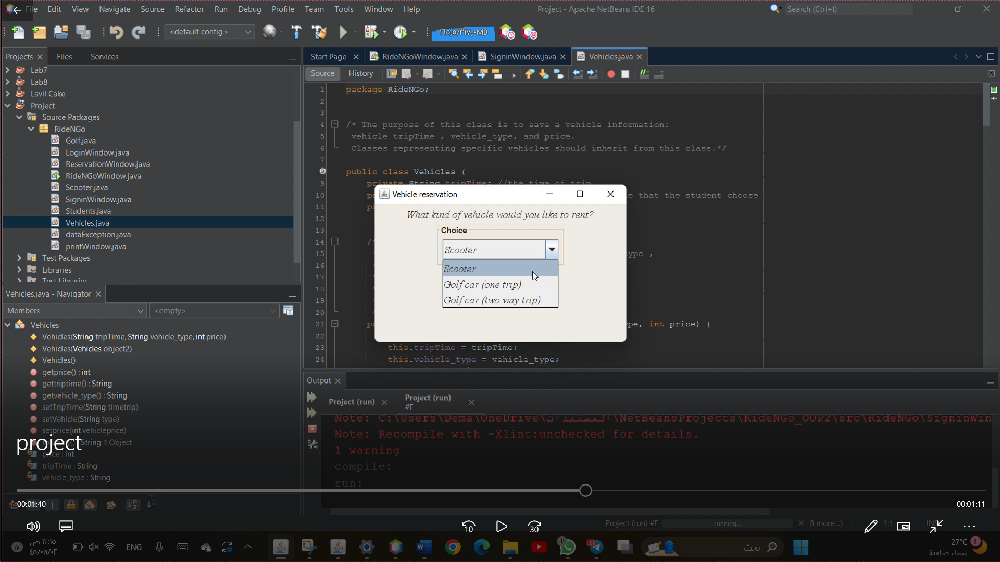 File Edit View Navigate Source Refactor Run Debug Profile Team Tools Window Help
Project - Apache NetBeans IDE 16
Search (Ctrl+I)
<default config>
١٦٥,٥/٣١٧,٠MB
Projects Files Services
Start Page RideNGoWindow.java SigninWindow.java Vehicles.java
Source History
Lab7
Lab8
Lavil Cake
Project
Source Packages
RideNGo
Golf.java
LoginWindow.java
ReservationWindow.java
RideNGoWindow.java
Scooter.java
SigninWindow.java
Students.java
Vehicles.java
dataException.java
printWindow.java
Test Packages
Libraries
Test Libraries
1 package RideNGo;
2
3
4 /* The purpose of this class is to save a vehicle information:
5 vehicle tripTime , vehicle_type, and price.
6 Classes representing specific vehicles should inherit from this class.*/
7
public class Vehicles {
9 private String tripTime; //the time of trip
10 p e that the student choose
11 p
12
13
14 /*
15 ype ,
16
17
18
19
20
21 pu ype, int price) {
22
23 this.tripTime = tripTime;
24 this.vehicle_type = vehicle_type;
Vehicle reservation
What kind of vehicle would you like to rent?
Choice
Scooter
Scooter
Golf car (one trip)
Golf car (two way trip)
Vehicles.java - Navigator
Members <empty>
Vehicles
Vehicles(String tripTime, String vehicle_type, int price)
Vehicles(Vehicles object2)
Vehicles()
getprice() : int
gettriptime() : String
getvehicle_type() : String
setTripTime(String timetrip)
setVehicle(String type)
setprice(int vehicleprice)
String ↑ Object
price : int
tripTime : String
vehicle_type : String
project
Output
Project (run) Project (run)
#٢
Note: C:\Users\Dema\OneDrive\المستندات\NetBeansProjects\RideNGo_OOP2\src\RideNGo\SigninWin
Note: Recompile with -Xlint:unchecked for details.
1 warning
compile:
run:
00:01:40
00:01:11
10 30
Project (run) #٢ running... (1 more...) 1:1 INS
١٢:١٥ ص
٤٥/٠٥/٠٢
ENG
68
بحث
27°C
سماء صافية
1